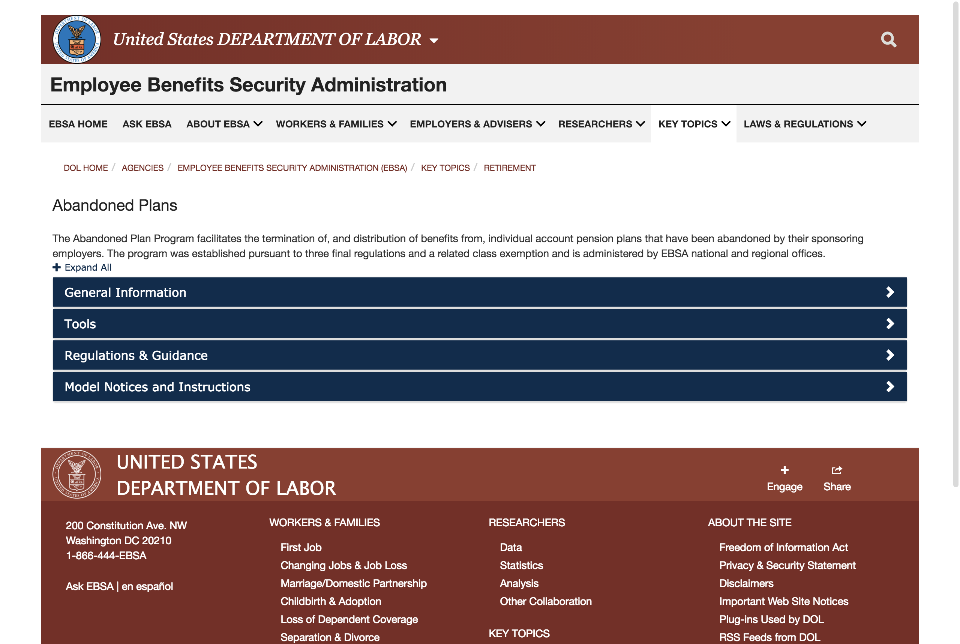 United States DEPARTMENT OF LABOR
Employee Benefits Security Administration
EBSA HOME ASK EBSA ABOUT EBSA WORKERS & FAMILIES EMPLOYERS & ADVISERS RESEARCHERS KEY TOPICS LAWS & REGULATIONS
DOL HOME / AGENCIES / EMPLOYEE BENEFITS SECURITY ADMINISTRATION (EBSA) / KEY TOPICS / RETIREMENT
Abandoned Plans
The Abandoned Plan Program facilitates the termination of, and distribution of benefits from, individual account pension plans that have been abandoned by their sponsoring
employers. The program was established pursuant to three final regulations and a related class exemption and is administered by EBSA national and regional offices.
Expand All
General Information
Tools
Regulations & Guidance
Model Notices and Instructions
UNITED STATES
DEPARTMENT OF LABOR
Engage
Share
200 Constitution Ave. NW
Washington DC 20210
1-866-444-EBSA
Ask EBSA | en español
WORKERS & FAMILIES
First Job
Changing Jobs & Job Loss
Marriage/Domestic Partnership
Childbirth & Adoption
Loss of Dependent Coverage
Separation & Divorce
RESEARCHERS
Data
Statistics
Analysis
Other Collaboration
KEY TOPICS
ABOUT THE SITE
Freedom of Information Act
Privacy & Security Statement
Disclaimers
Important Web Site Notices
Plug-ins Used by DOL
RSS Feeds from DOL